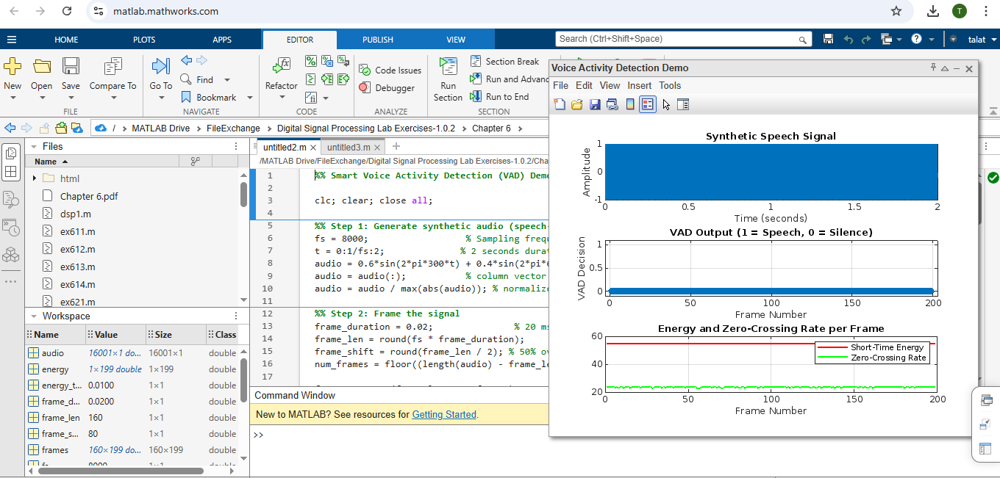 matlab.mathworks.com
T
HOME PLOTS APPS EDITOR PUBLISH VIEW
Search (Ctrl+Shift+Space)
talat
New Open Save Compare To
Go To
Find
Bookmark
Refactor
Code Issues
Debugger
Run Section
Section Break
Run and Advanc
Run to End
FILE NAVIGATE CODE ANALYZE SECTION
/ › MATLAB Drive › FileExchange › Digital Signal Processing Lab Exercises-1.0.2 › Chapter 6 ›
Files
Name
html
Chapter 6.pdf
dsp1.m
ex611.m
ex612.m
ex613.m
ex614.m
ex621.m
Workspace
Name Value Size Class
audio 16001×1 do... 16001×1 double
energy 1×199 double 1×199 double
energy_t... 0.0100 1×1 double
frame_d... 0.0200 1×1 double
frame_len 160 1×1 double
frame_s... 80 1×1 double
frames 160×199 do... 160×199 double
fs 8000 1×1 double
untitled2.m × untitled3.m × +
/MATLAB Drive/FileExchange/Digital Signal Processing Lab Exercises-1.0.2/Cha
1 %% Smart Voice Activity Detection (VAD) Demo
2
3 clc; clear; close all;
4
5 %% Step 1: Generate synthetic audio (speech-
6 fs = 8000; % Sampling frequ
7 t = 0:1/fs:2; % 2 seconds durat
8 audio = 0.6*sin(2*pi*300*t) + 0.4*sin(2*pi*6
9 audio = audio(:); % column vector
10 audio = audio / max(abs(audio)); % normalize
11
12 %% Step 2: Frame the signal
13 frame_duration = 0.02; % 20 ms
14 frame_len = round(fs * frame_duration);
15 frame_shift = round(frame_len / 2); % 50% ov
16 num_frames = floor((length(audio) - frame_le
17
Command Window
New to MATLAB? See resources for Getting Started.
>>
Voice Activity Detection Demo
File Edit View Insert Tools
Synthetic Speech Signal
Amplitude
1
0
-1
0 0.5 1 1.5 2
Time (seconds)
VAD Output (1 = Speech, 0 = Silence)
VAD Decision
1
0.5
0
0 50 100 150 200
Frame Number
Energy and Zero-Crossing Rate per Frame
60
40
20
Short-Time Energy
Zero-Crossing Rate
0 50 100 150 200
Frame Number